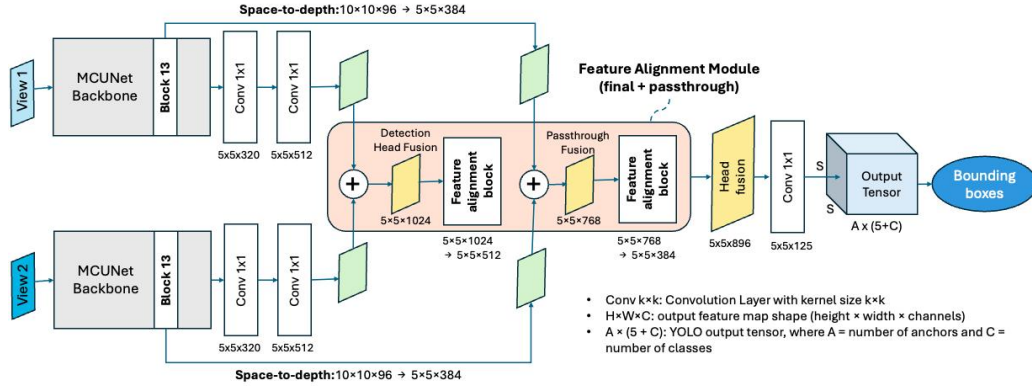 Space-to-depth:10×10×96 → 5×5×384
View 1
MCUNet
Backbone
Block 13
Conv 1x1
Conv 1x1
5x5x320
5x5x512
Feature Alignment Module
(final + passthrough)
Detection
Head Fusion
+
5×5×1024
Feature
alignment
block
5×5×1024
→ 5×5×512
Passthrough
Fusion
+
5×5×768
Feature
alignment
block
5×5×768
→ 5×5×384
Head
fusion
5x5x896
Conv 1x1
5x5x125
S
S
Output
Tensor
A x (5+C)
Bounding
boxes
View 2
MCUNet
Backbone
Block 13
Conv 1x1
Conv 1x1
5x5x320
5x5x512
Space-to-depth:10×10×96 → 5×5×384
• Conv k×k: Convolution Layer with kernel size k×k
• H×W×C: output feature map shape (height × width × channels)
• A × (5 + C): YOLO output tensor, where A = number of anchors and C =
number of classes